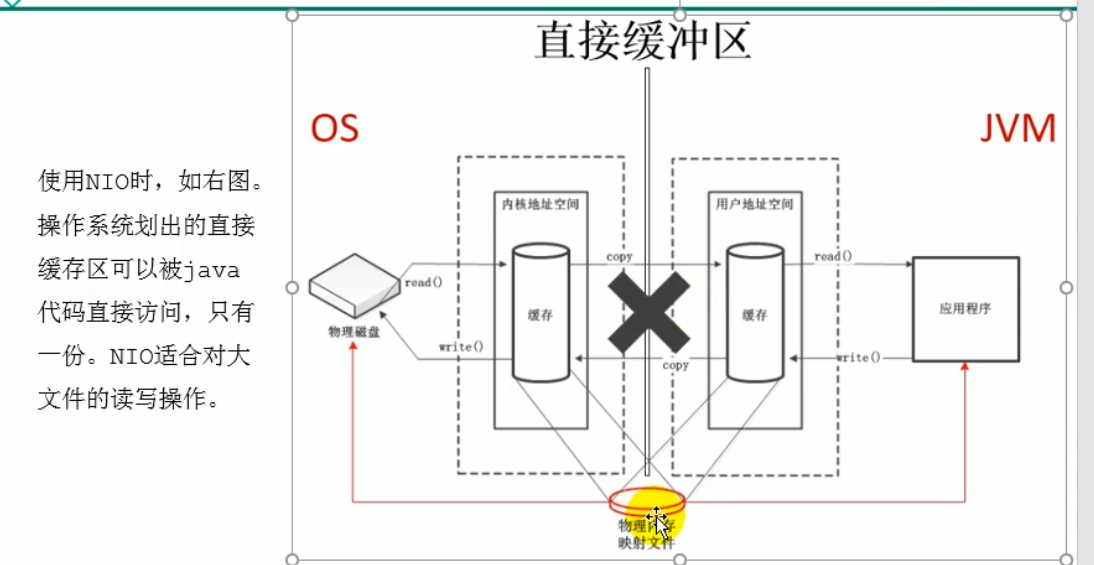 直接缓冲区
OS
JVM
使用NIO时，如右图。
操作系统划出的直接
缓存区可以被java
代码直接访问，只有
一份。NIO适合对大
文件的读写操作。
内核地址空间
用户地址空间
copy
read()
read()
缓存
缓存
应用程序
物理磁盘
write()
copy
write()
物理内存
映射文件